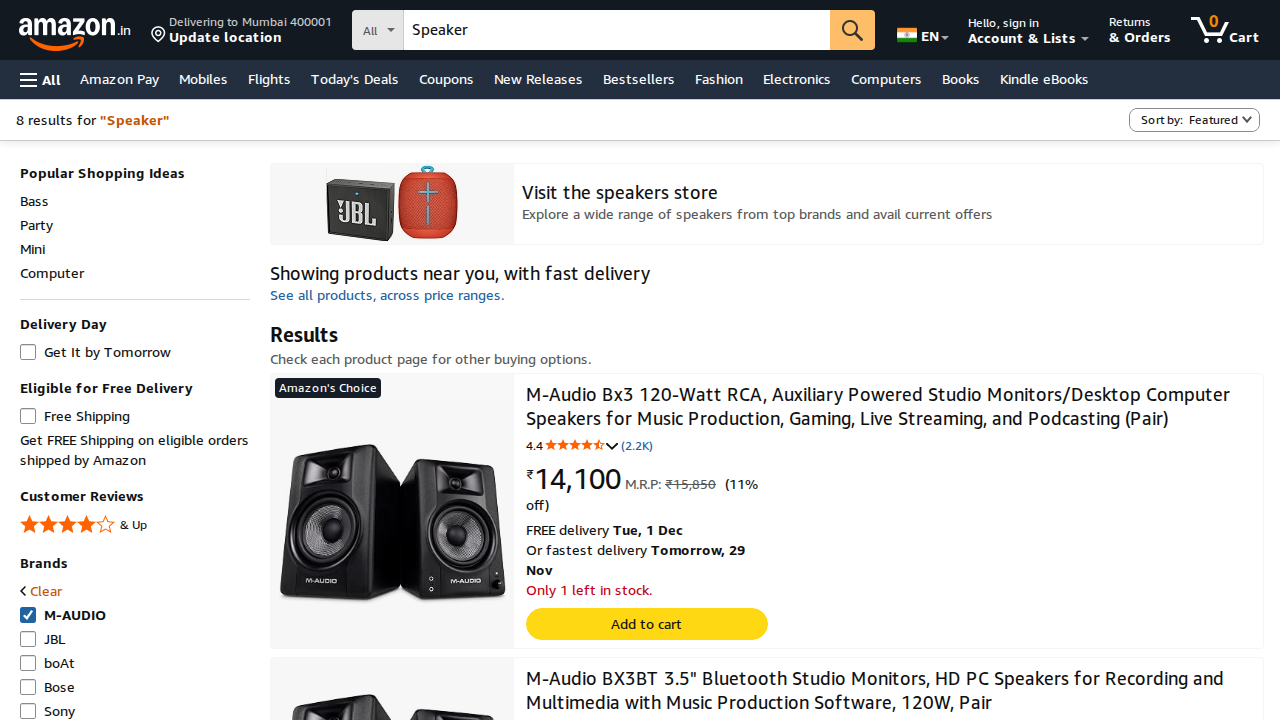 amazon.in
Delivering to Mumbai 400001
Update location
All
Speaker
EN
Hello, sign in
Account & Lists
Returns
& Orders
0
Cart
All
Amazon Pay
Mobiles
Flights
Today's Deals
Coupons
New Releases
Bestsellers
Fashion
Electronics
Computers
Books
Kindle eBooks
8 results for "Speaker"
Sort by: Featured
Popular Shopping Ideas
Bass
Party
Mini
Computer
Delivery Day
Get It by Tomorrow
Eligible for Free Delivery
Free Shipping
Get FREE Shipping on eligible orders
shipped by Amazon
Customer Reviews
& Up
Brands
Clear
M-AUDIO
JBL
boAt
Bose
Sony
JBL
Visit the speakers store
Explore a wide range of speakers from top brands and avail current offers
Showing products near you, with fast delivery
See all products, across price ranges.
Results
Check each product page for other buying options.
Amazon's Choice
M-AUDIO
M-AUDIO
M-Audio Bx3 120-Watt RCA, Auxiliary Powered Studio Monitors/Desktop Computer
Speakers for Music Production, Gaming, Live Streaming, and Podcasting (Pair)
4.4 (2.2K)
₹14,100 M.R.P: ₹15,850 (11%
off)
FREE delivery Tue, 1 Dec
Or fastest delivery Tomorrow, 29
Nov
Only 1 left in stock.
Add to cart
M-Audio BX3BT 3.5" Bluetooth Studio Monitors, HD PC Speakers for Recording and
Multimedia with Music Production Software, 120W, Pair